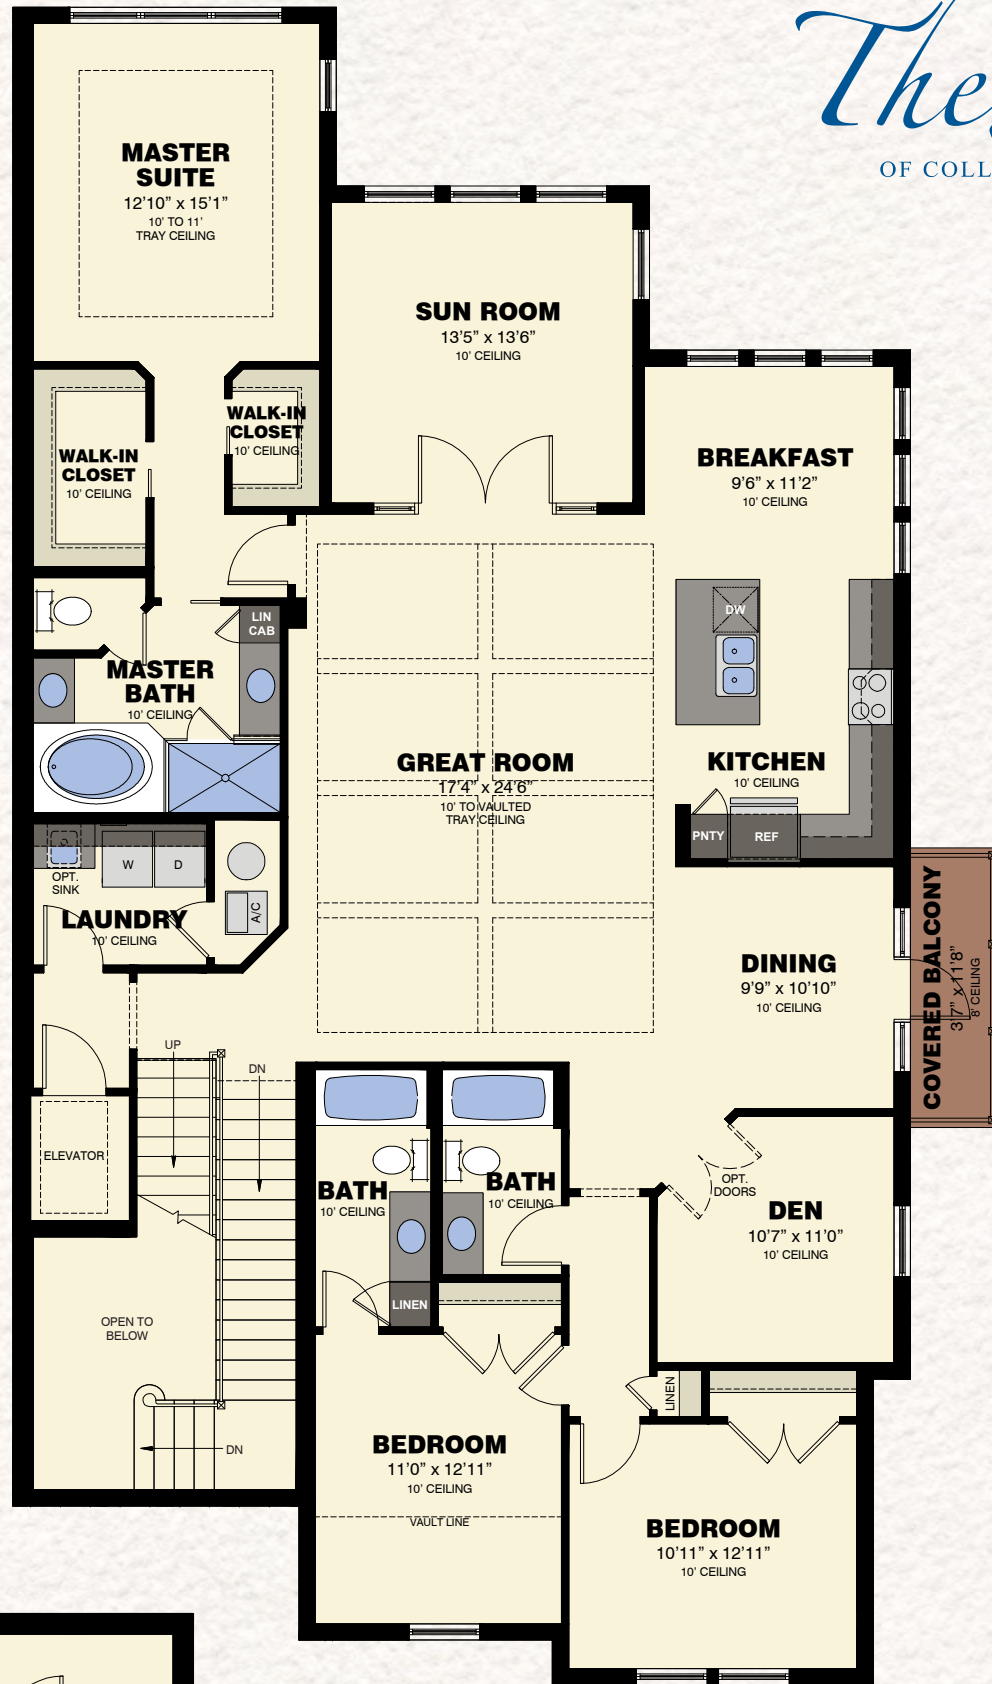 The
OF COLL
MASTER
SUITE
12'10" x 15'1"
10' TO 11'
TRAY CEILING
SUN ROOM
13'5" x 13'6"
10' CEILING
WALK-IN
CLOSET
10' CEILING
WALK-IN
CLOSET
10' CEILING
BREAKFAST
9'6" x 11'2"
10' CEILING
LIN
CAB
DW
MASTER
BATH
10' CEILING
GREAT ROOM
17'4" x 24'6"
10' TO VAULTED
TRAY CEILING
KITCHEN
10' CEILING
PNTY
REF
W
D
OPT.
SINK
A/C
LAUNDRY
10' CEILING
DINING
9'9" x 10'10"
10' CEILING
COVERED BALCONY
3'7" x 11'8"
8' CEILING
UP
DN
ELEVATOR
BATH
10' CEILING
BATH
10' CEILING
OPT.
DOORS
DEN
10'7" x 11'0"
10' CEILING
LINEN
OPEN TO
BELOW
LINEN
DN
BEDROOM
11'0" x 12'11"
10' CEILING
VAULT LINE
BEDROOM
10'11" x 12'11"
10' CEILING